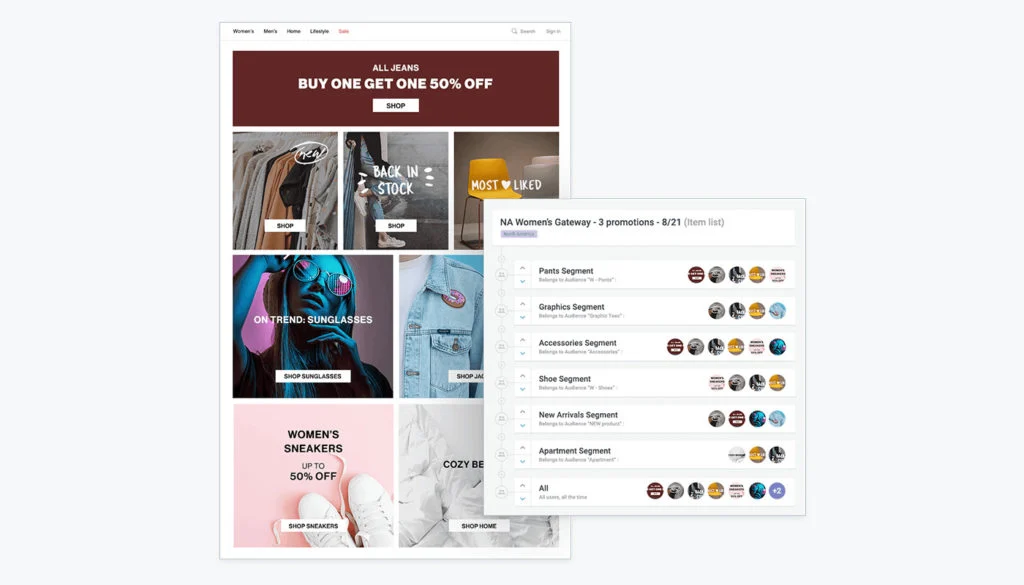 Women's Men's Home Lifestyle Sale Search Sign In
ALL JEANS
BUY ONE GET ONE 50% OFF
SHOP
new
BACK IN
STOCK
MOST LIKED
SHOP
SHOP
ON TREND: SUNGLASSES
SHOP SUNGLASSES
SHOP JAC
WOMEN'S
SNEAKERS
UP TO
50% OFF
SHOP SNEAKERS
COZY BE
SHOP HOME
NA Women's Gateway - 3 promotions - 8/21 (Item list)
North America
Pants Segment
Belongs to Audience "W - Pants" :
Graphics Segment
Belongs to Audience "Graphic Tees" :
Accessories Segment
Belongs to Audience "Accessories" :
Shoe Segment
Belongs to Audience "W - Shoes" :
New Arrivals Segment
Belongs to Audience "NEW product" :
Apartment Segment
Belongs to Audience "Apartment" :
All
All users, all the time
+2